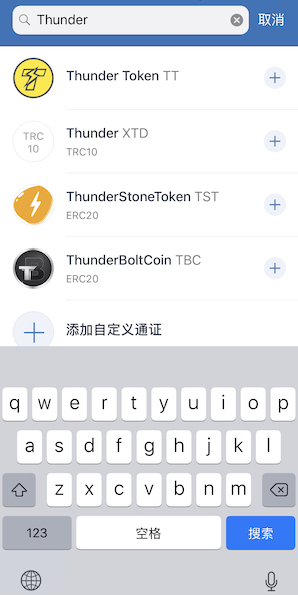 Thunder 取消
Thunder Token TT
TRC
10
Thunder XTD
TRC10
ThunderStoneToken TST
ERC20
ThunderBoltCoin TBC
ERC20
添加自定义通证
q w e r t y u i o p
a s d f g h j k l
z x c v b n m
123 空格 搜索